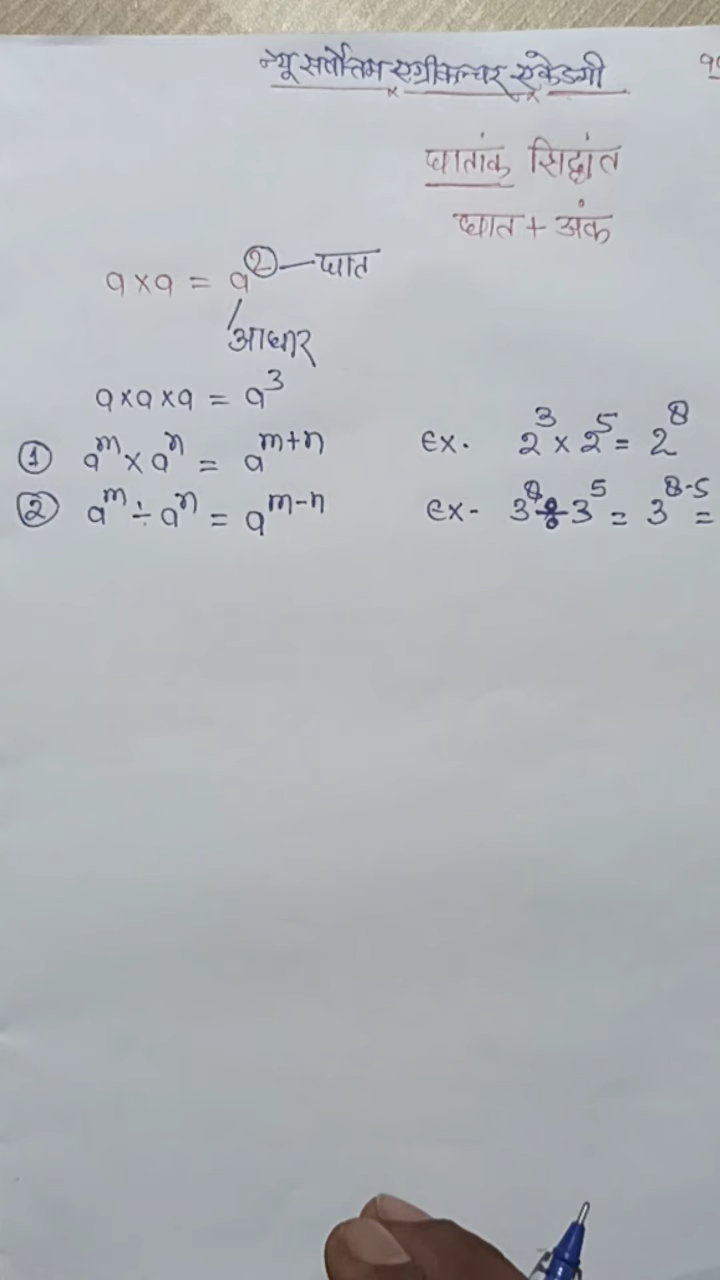 न्यू सर्वोत्तम एग्रीकल्चर एकेडमी
घातांक सिद्धांत
घात + अंक
a × a = a² — घात
आधार
a × a × a = a³
① aᵐ × aⁿ = aᵐ⁺ⁿ ex. 2³ × 2⁵ = 2⁸
② aᵐ ÷ aⁿ = aᵐ⁻ⁿ ex- 3⁸ ÷ 3⁵ = 3⁸⁻⁵ =